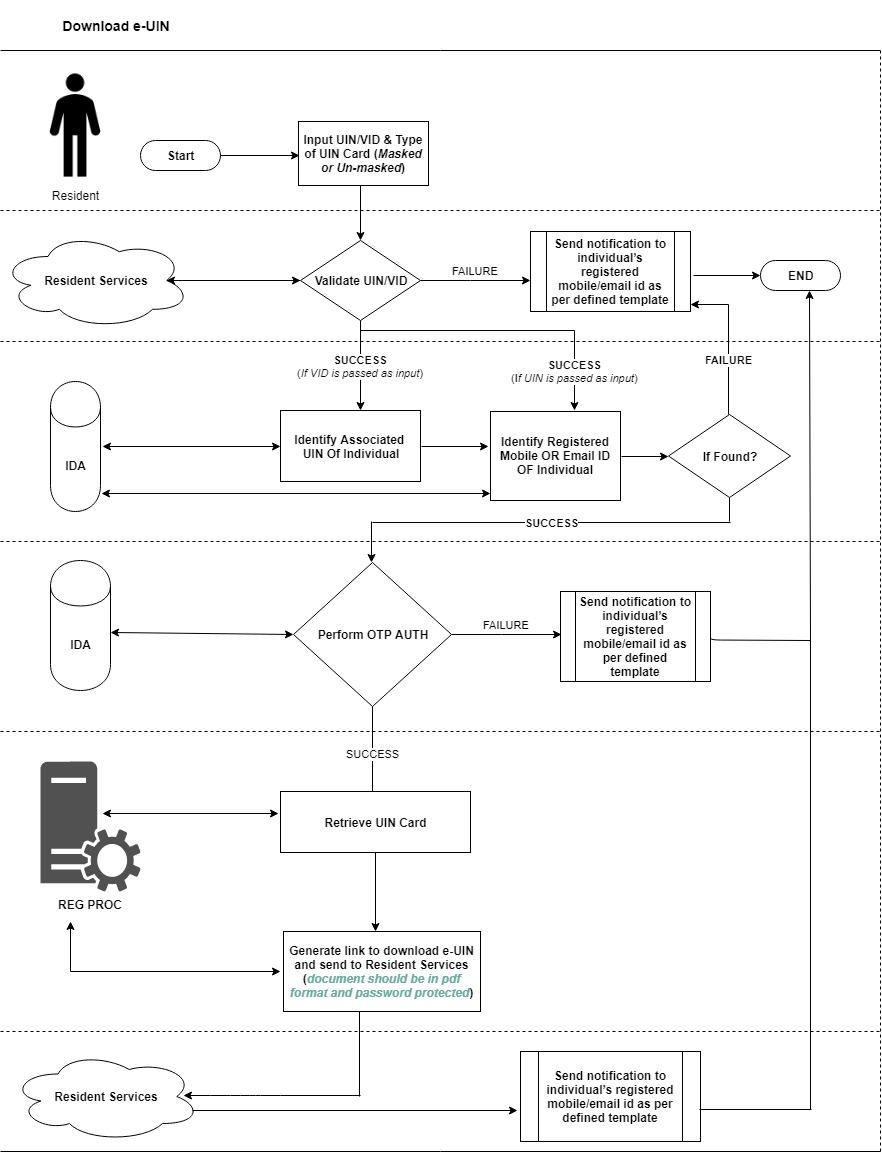 Download e-UIN
Resident
Start
Input UIN/VID & Type
of UIN Card (Masked
or Un-masked)
Resident Services
Validate UIN/VID
FAILURE
Send notification to
individual's
registered
mobile/email id as
per defined template
END
SUCCESS
(If VID is passed as input)
SUCCESS
(If UIN is passed as input)
FAILURE
IDA
Identify Associated
UIN Of Individual
Identify Registered
Mobile OR Email ID
OF Individual
If Found?
SUCCESS
IDA
Perform OTP AUTH
FAILURE
Send notification to
individual's
registered
mobile/email id as
per defined
template
SUCCESS
REG PROC
Retrieve UIN Card
Generate link to download e-UIN
and send to Resident Services
(document should be in pdf
format and password protected)
Resident Services
Send notification to
individual's registered
mobile/email id as per
defined template